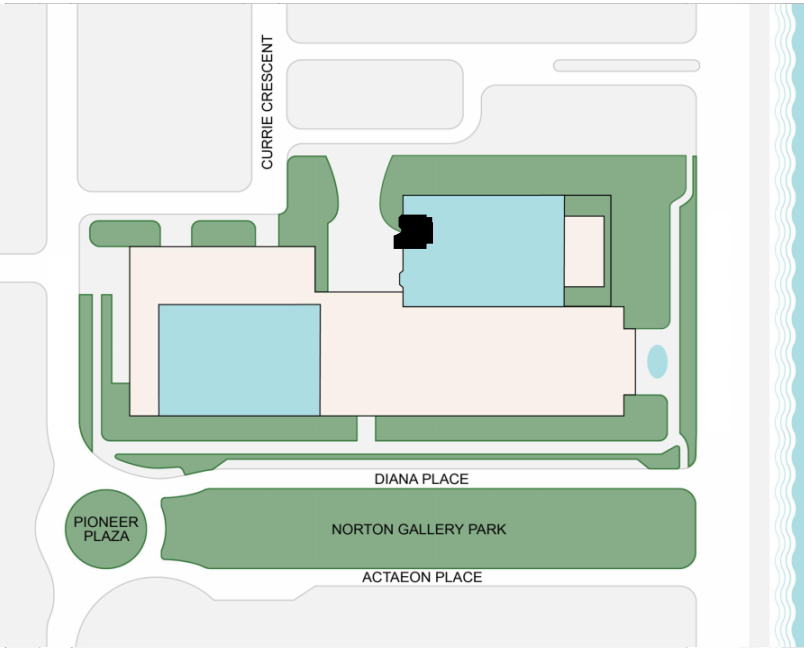 CURRIE CRESCENT
DIANA PLACE
PIONEER
PLAZA
NORTON GALLERY PARK
ACTAEON PLACE